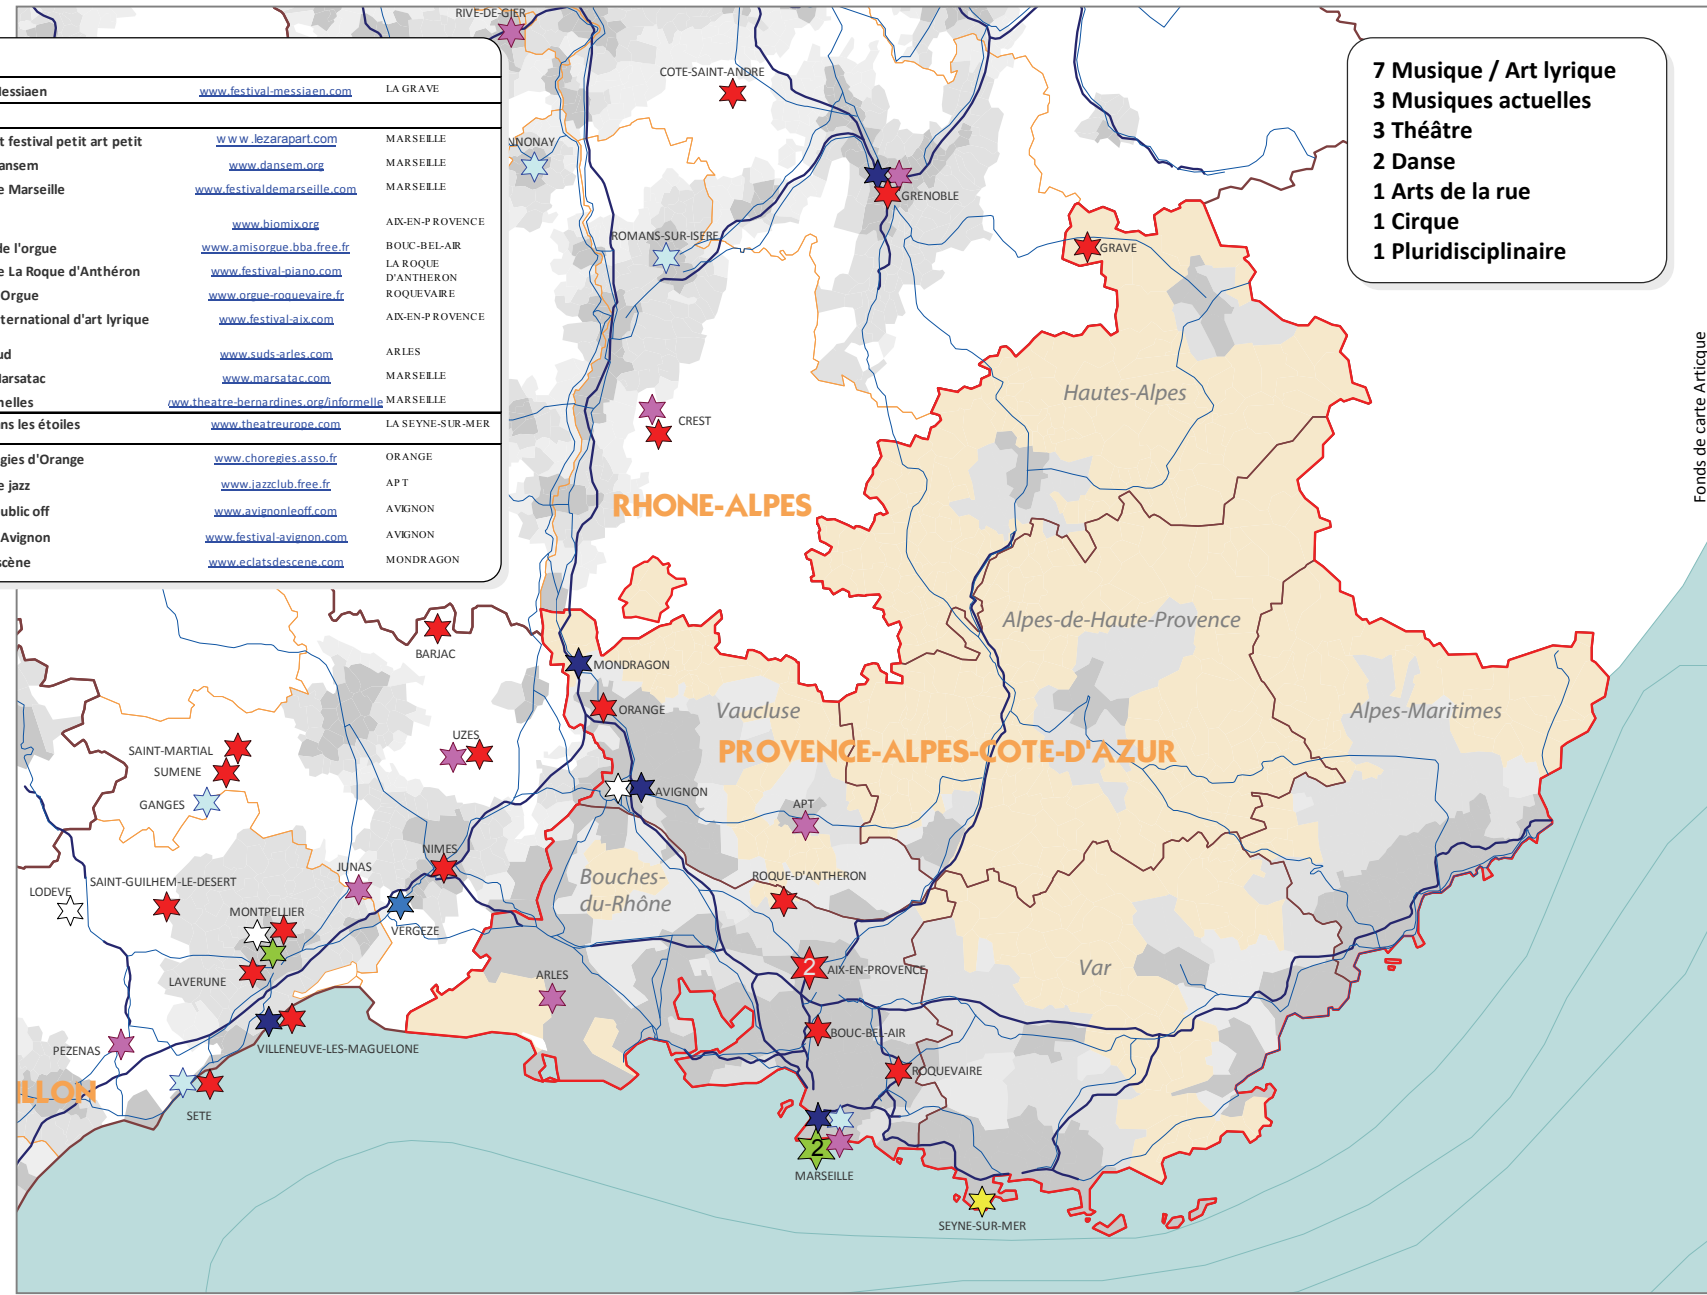 RIVE-DE-GIER
lessiaen www.festival-messiaen.com LA GRAVE
t festival petit art petit www.lezarapart.com MARSEILLE
ansem www.dansem.org MARSEILLE
e Marseille www.festivaldemarseille.com MARSEILLE
www.biomix.org AIX-EN-PROVENCE
de l'orgue www.amisorgue.bba.free.fr BOUC-BEL-AIR
e La Roque d'Anthéron www.festival-piano.com LA ROQUE
D'ANTHERON
Orgue www.orgue-roquevaire.fr ROQUEVAIRE
ternational d'art lyrique www.festival-aix.com AIX-EN-PROVENCE
ud www.suds-arles.com ARLES
Marsatac www.marsatac.com MARSEILLE
nelles ww.theatre-bernardines.org/informelle MARSEILLE
ns les étoiles www.theatreurope.com LA SEYNE-SUR-MER
gies d'Orange www.choregies.asso.fr ORANGE
e jazz www.jazzclub.free.fr APT
ublic off www.avignonleoff.com AVIGNON
Avignon www.festival-avignon.com AVIGNON
scène www.eclatsdescene.com MONDRAGON
7 Musique / Art lyrique
3 Musiques actuelles
3 Théâtre
2 Danse
1 Arts de la rue
1 Cirque
1 Pluridisciplinaire
Fonds de carte Articque
COTE-SAINT-ANDRE
NNONAY
GRENOBLE
ROMANS-SUR-ISERE
GRAVE
Hautes-Alpes
CREST
RHONE-ALPES
Alpes-de-Haute-Provence
BARJAC
MONDRAGON
ORANGE
Vaucluse
Alpes-Maritimes
UZES
SAINT-MARTIAL
PROVENCE-ALPES-COTE-D'AZUR
SUMENE
AVIGNON
GANGES
APT
NIMES
JUNAS
SAINT-GUILHEM-LE-DESERT
ROQUE-D'ANTHERON
Bouches-
du-Rhône
LODEVE
MONTPELLIER
VERGEZE
2
AIX-EN-PROVENCE
Var
ARLES
LAVERUNE
BOUC-BEL-AIR
VILLENEUVE-LES-MAGUELONE
PEZENAS
ROQUEVAIRE
LLON
SETE
2
MARSEILLE
SEYNE-SUR-MER